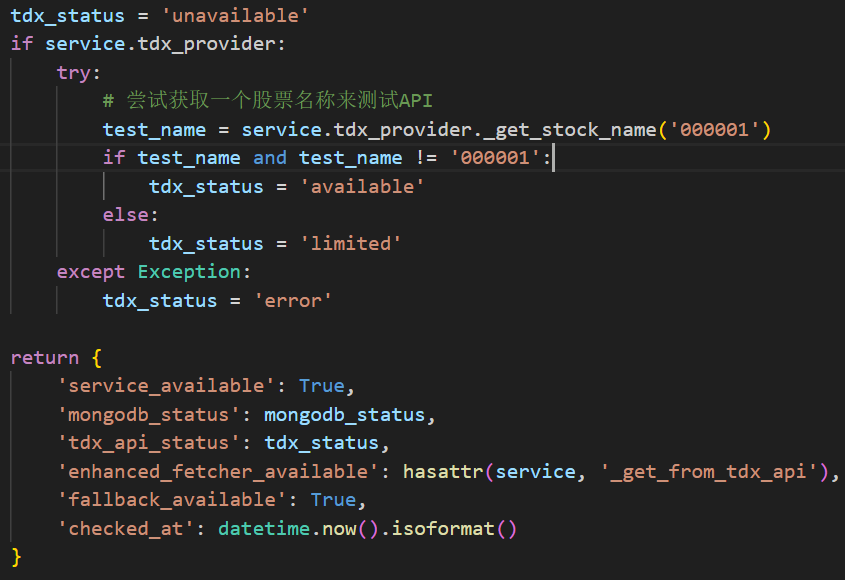 tdx_status = 'unavailable'
if service.tdx_provider:
    try:
        # 尝试获取一个股票名称来测试API
        test_name = service.tdx_provider._get_stock_name('000001')
        if test_name and test_name != '000001':
            tdx_status = 'available'
        else:
            tdx_status = 'limited'
    except Exception:
        tdx_status = 'error'

return {
    'service_available': True,
    'mongodb_status': mongodb_status,
    'tdx_api_status': tdx_status,
    'enhanced_fetcher_available': hasattr(service, '_get_from_tdx_api'),
    'fallback_available': True,
    'checked_at': datetime.now().isoformat()
}